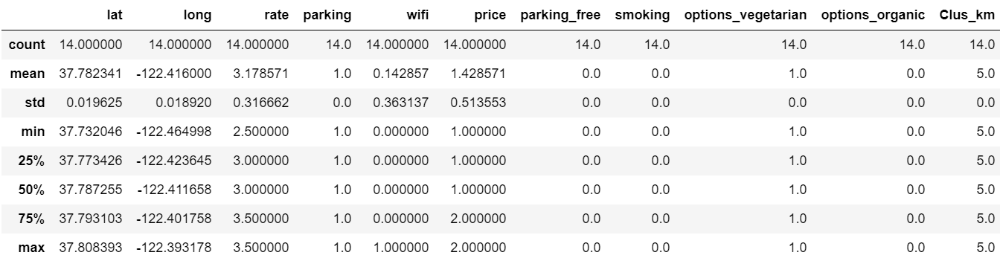 lat long rate parking wifi price parking_free smoking options_vegetarian options_organic Clus_km
count 14.000000 14.000000 14.000000 14.0 14.000000 14.000000 14.0 14.0 14.0 14.0 14.0
mean 37.782341 -122.416000 3.178571 1.0 0.142857 1.428571 0.0 0.0 1.0 0.0 5.0
std 0.019625 0.018920 0.316662 0.0 0.363137 0.513553 0.0 0.0 0.0 0.0 0.0
min 37.732046 -122.464998 2.500000 1.0 0.000000 1.000000 0.0 0.0 1.0 0.0 5.0
25% 37.773426 -122.423645 3.000000 1.0 0.000000 1.000000 0.0 0.0 1.0 0.0 5.0
50% 37.787255 -122.411658 3.000000 1.0 0.000000 1.000000 0.0 0.0 1.0 0.0 5.0
75% 37.793103 -122.401758 3.500000 1.0 0.000000 2.000000 0.0 0.0 1.0 0.0 5.0
max 37.808393 -122.393178 3.500000 1.0 1.000000 2.000000 0.0 0.0 1.0 0.0 5.0